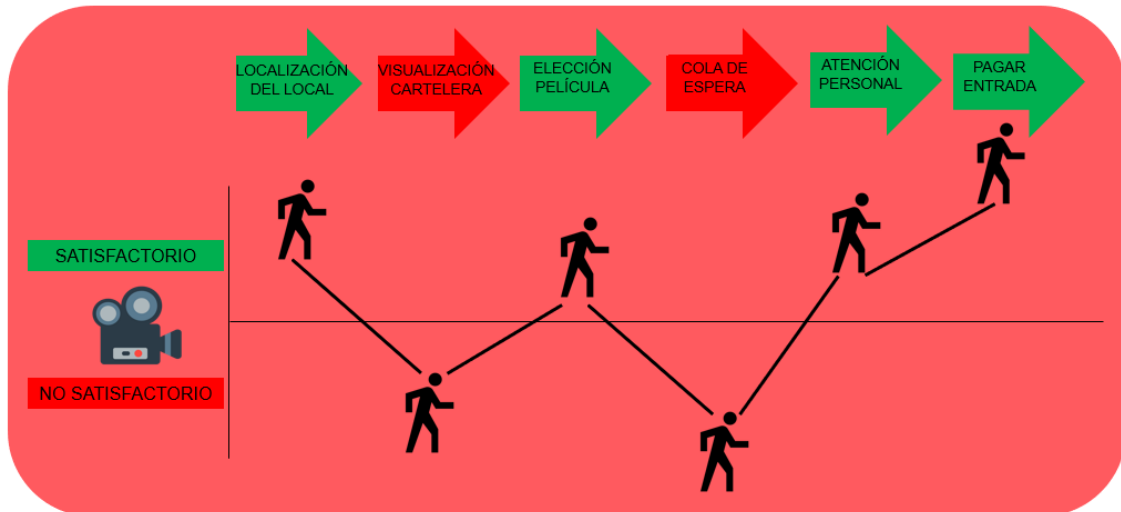 LOCALIZACIÓN
DEL LOCAL
VISUALIZACIÓN
CARTELERA
ELECCIÓN
PELÍCULA
COLA DE
ESPERA
ATENCIÓN
PERSONAL
PAGAR
ENTRADA
SATISFACTORIO
NO SATISFACTORIO